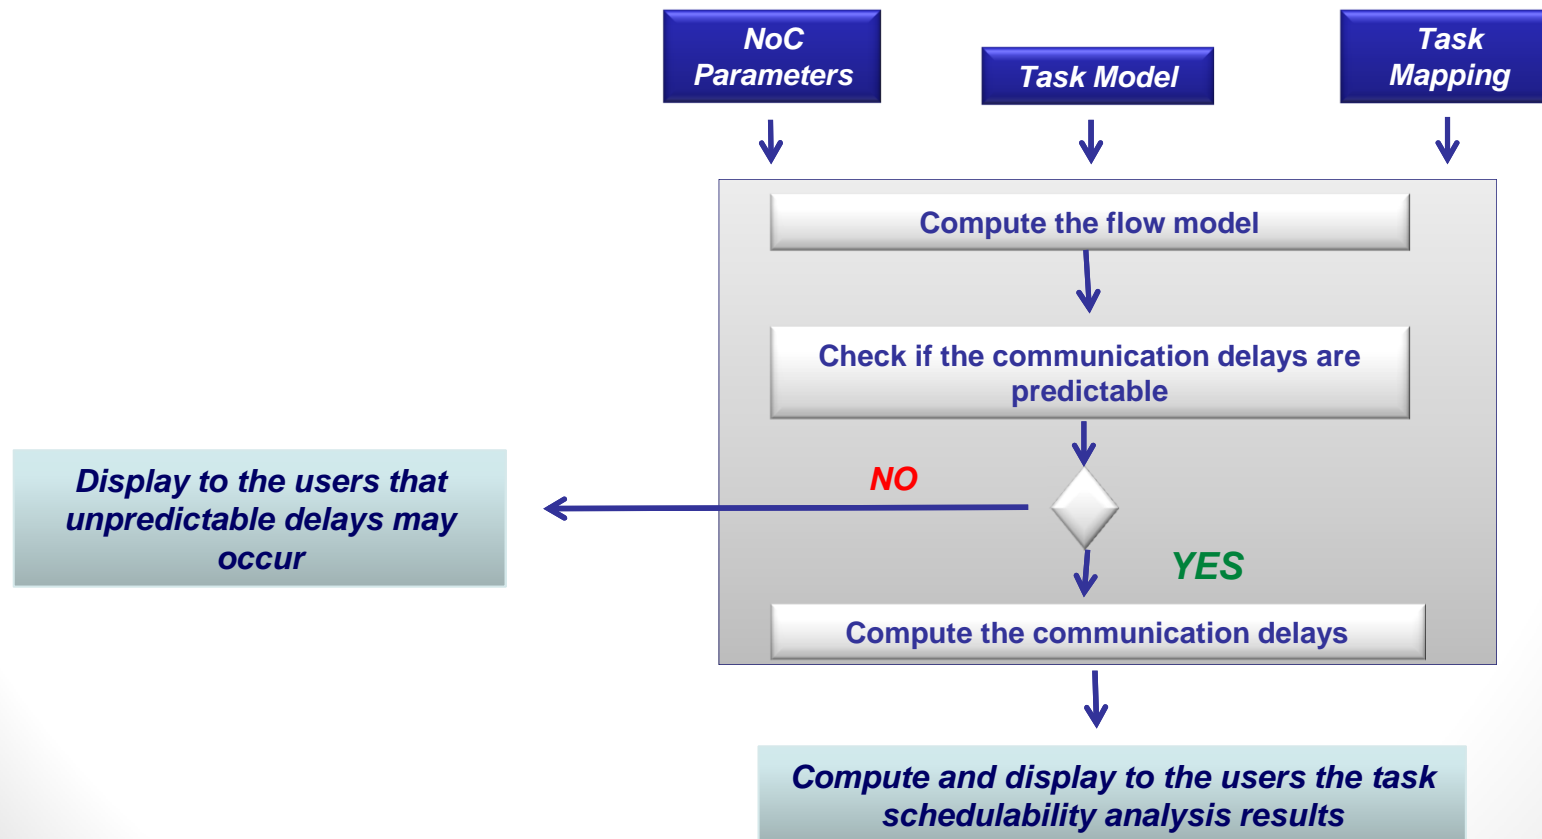 NoC
Parameters
Task Model
Task
Mapping
Compute the flow model
Check if the communication delays are
predictable
NO
Display to the users that
unpredictable delays may
occur
YES
Compute the communication delays
Compute and display to the users the task
schedulability analysis results